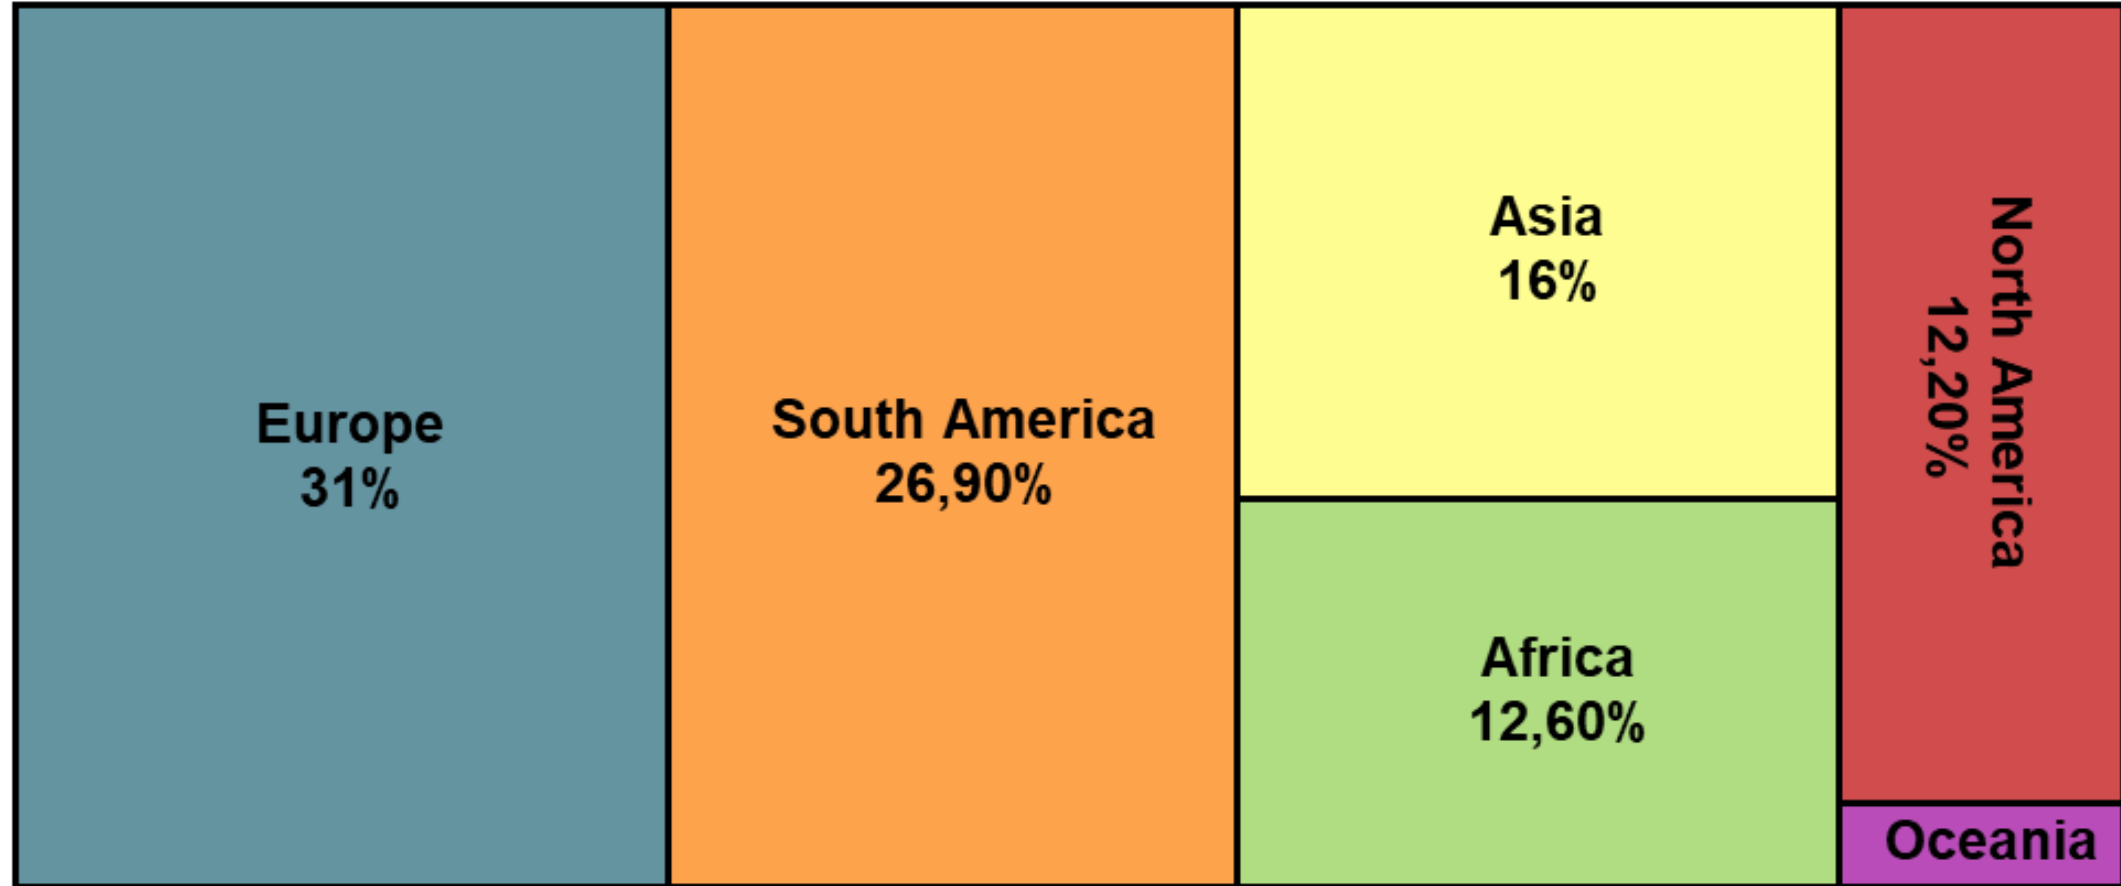 Europe
31%
South America
26,90%
Asia
16%
Africa
12,60%
North America
12,20%
Oceania